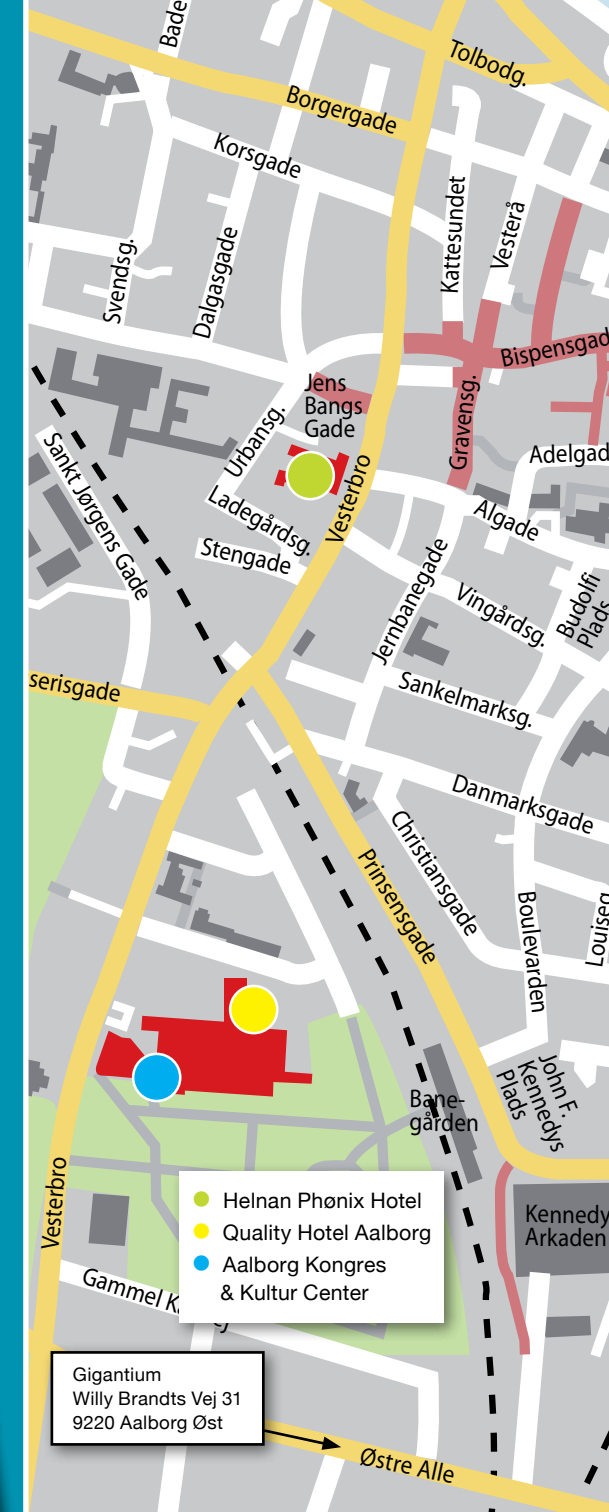 Bade
Tolbodg.
Borgergade
Korsgade
Kattesundet
Vesterå
Svendsg.
Dalgasgade
Bispensgad
Jens
Bangs
Gade
Gravensg.
Urbansg.
Adelgad
Sankt Jørgens Gade
Vesterbro
Ladegårdsg.
Algade
Stengade
Jernbanegade
Vingårdsg.
Budolfi
Plads
serisgade
Sankelmarksg.
Danmarksgade
Christiansgade
Prinsensgade
Boulevarden
Louiseg
Bane-
gården
John F.
Kennedys
Plads
Vesterbro
Helnan Phønix Hotel
Quality Hotel Aalborg
Aalborg Kongres
& Kultur Center
Kennedy
Arkaden
Gammel
Gigantium
Willy Brandts Vej 31
9220 Aalborg Øst
Østre Alle